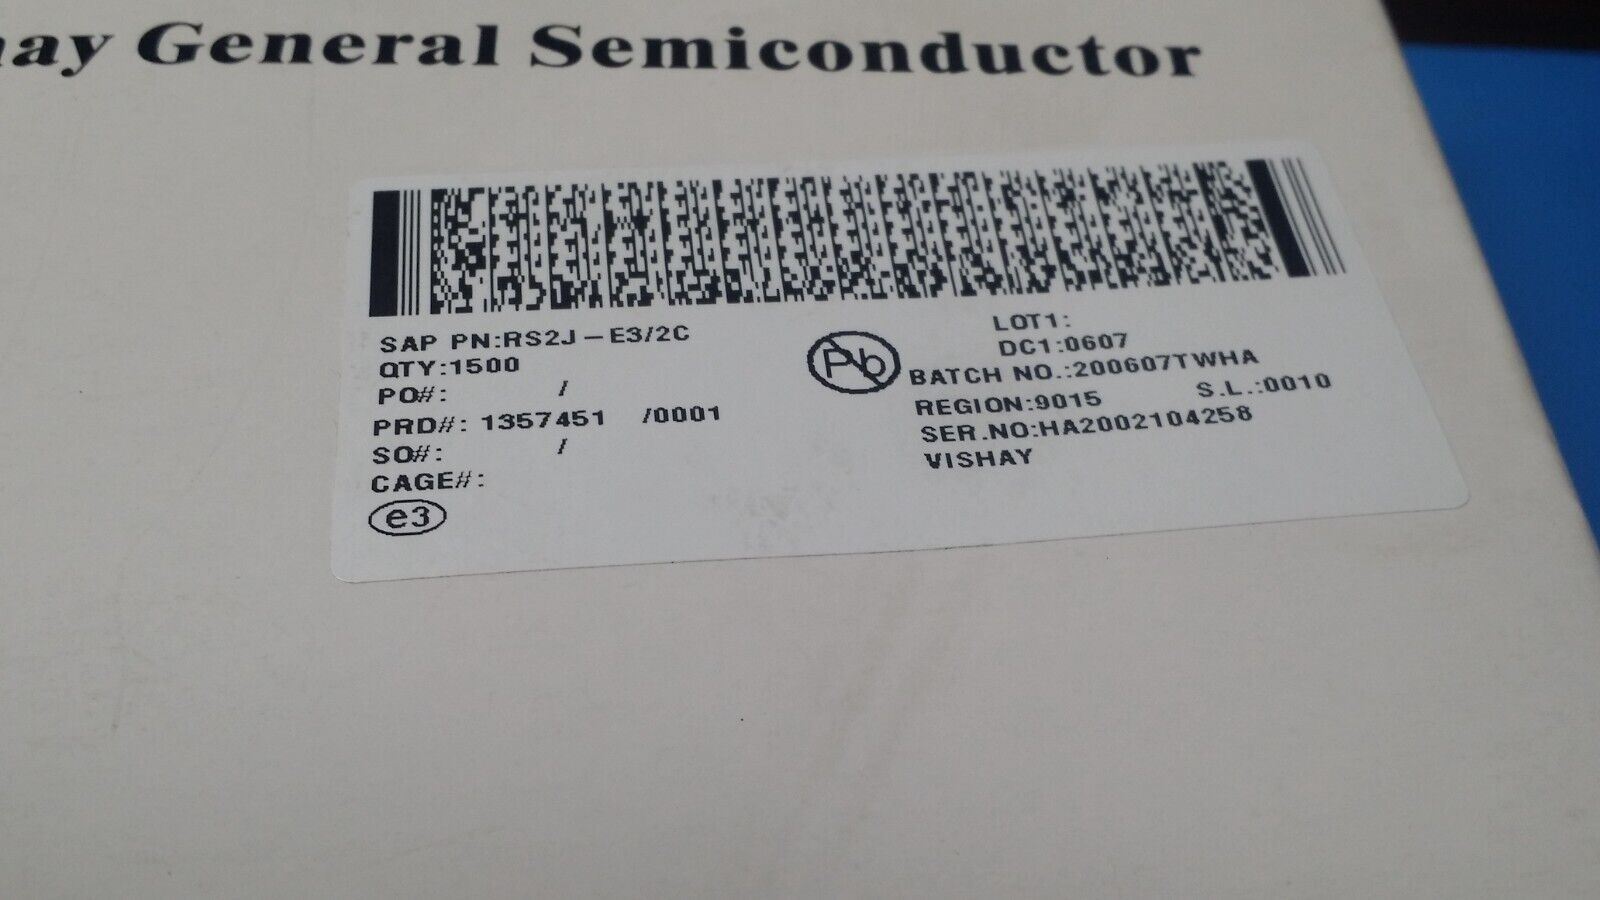 hay General Semiconductor
SAP PN:RS2J-E3/2C
QTY:1500
PO#: /
PRD#: 1357451 /0001
SO#: /
CAGE#:
e3
Pb
LOT1:
DC1:0607
BATCH NO.:200607TWHA
REGION:9015 S.L.:0010
SER.NO:HA2002104258
VISHAY